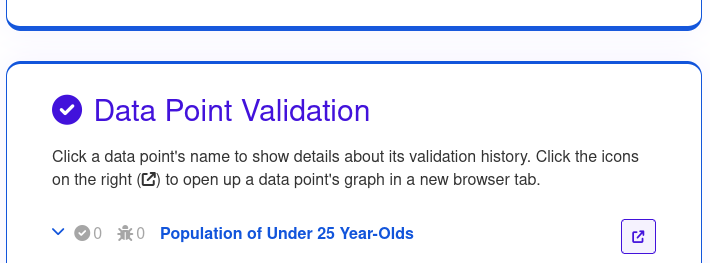 Data Point Validation
Click a data point's name to show details about its validation history. Click the icons
on the right () to open up a data point's graph in a new browser tab.
0 0 Population of Under 25 Year-Olds